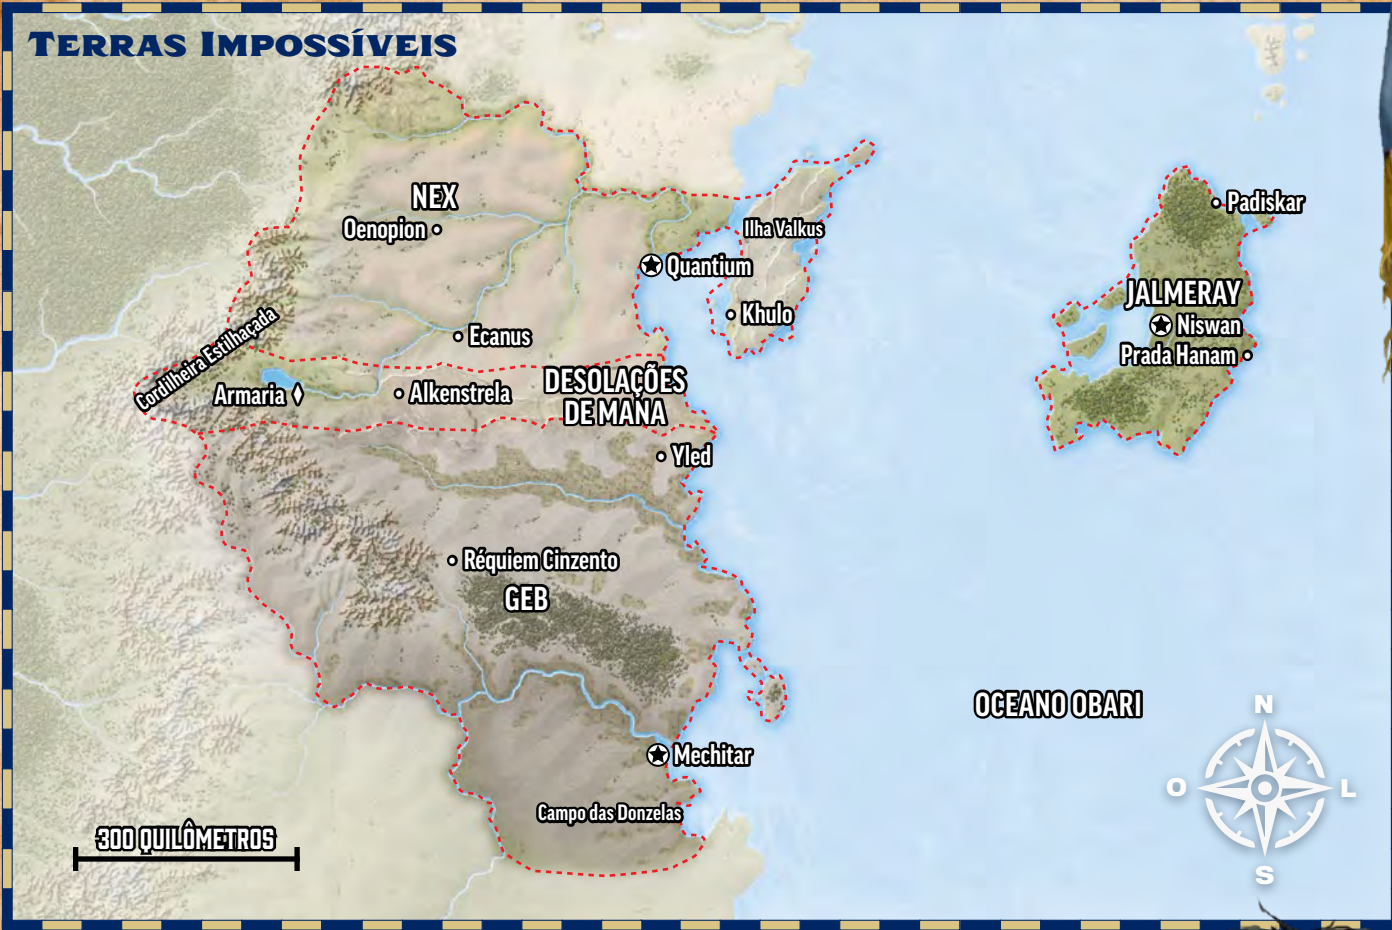 TERRAS IMPOSSÍVEIS
NEX
Oenopion
Ilha Valkus
Padiskar
Quantium
JALMERAY
Khulo
Niswan
Ecanus
Prada Hanam
Cordilheira Estilhaçada
Armaria
Alkenstrela
DESOLAÇÕES
DE MANA
Yled
Réquiem Cinzento
GEB
OCEANO OBARI
N
Mechitar
O
L
Campo das Donzelas
300 QUILÔMETROS
S